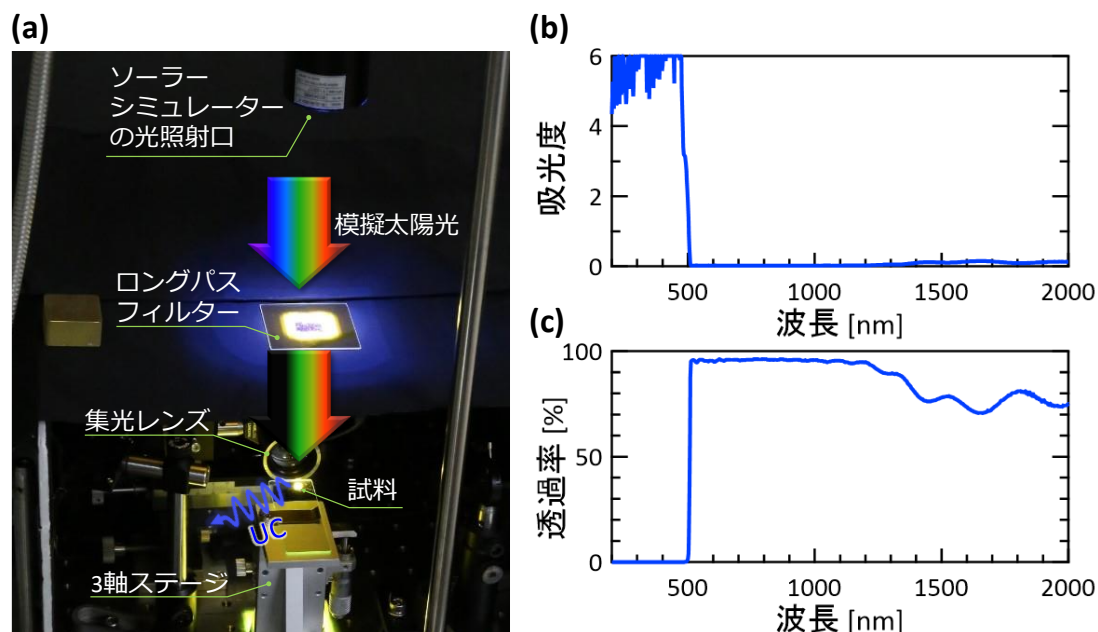 (a)
ソーラー
シミュレーター
の光照射口
模擬太陽光
ロングパス
フィルター
集光レンズ
試料
UC
3軸ステージ
(b)
6
4
2
0
吸光度
500
1000
1500
2000
波長 [nm]
(c)
100
50
0
透過率 [%]
500
1000
1500
2000
波長 [nm]